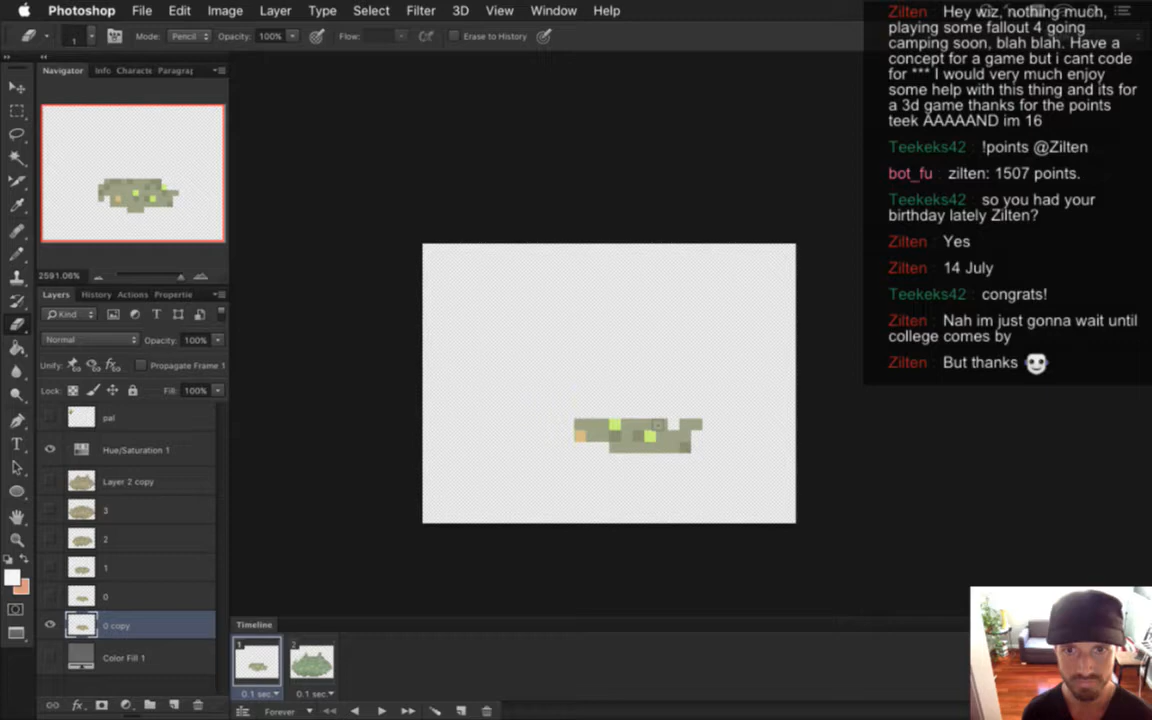 Photoshop File Edit Image Layer Type Select Filter 3D View Window Help
1 Mode: Pencil Opacity: 100% Flow: Erase to History
Navigator Info Characte Paragraj
2591.06%
Layers History Actions Propertie
Kind
Normal Opacity: 100%
Unify: Propagate Frame 1
Lock: Fill: 100%
pal
Hue/Saturation 1
Layer 2 copy
3
2
1
0
0 copy
Color Fill 1
Timeline
1 2
0.1 sec. 0.1 sec.
Forever
Zilten : Hey wiz, nothing much,
playing some fallout 4 going
camping soon, blah blah. Have a
concept for a game but i cant code
for *** I would very much enjoy
some help with this thing and its for
a 3d game thanks for the points
teek AAAAAND im 16
Teekeks42 : !points @Zilten
bot_fu : zilten: 1507 points.
Teekeks42 : so you had your
birthday lately Zilten?
Zilten : Yes
Zilten : 14 July
Teekeks42 : congrats!
Zilten : Nah im just gonna wait until
college comes by
Zilten : But thanks